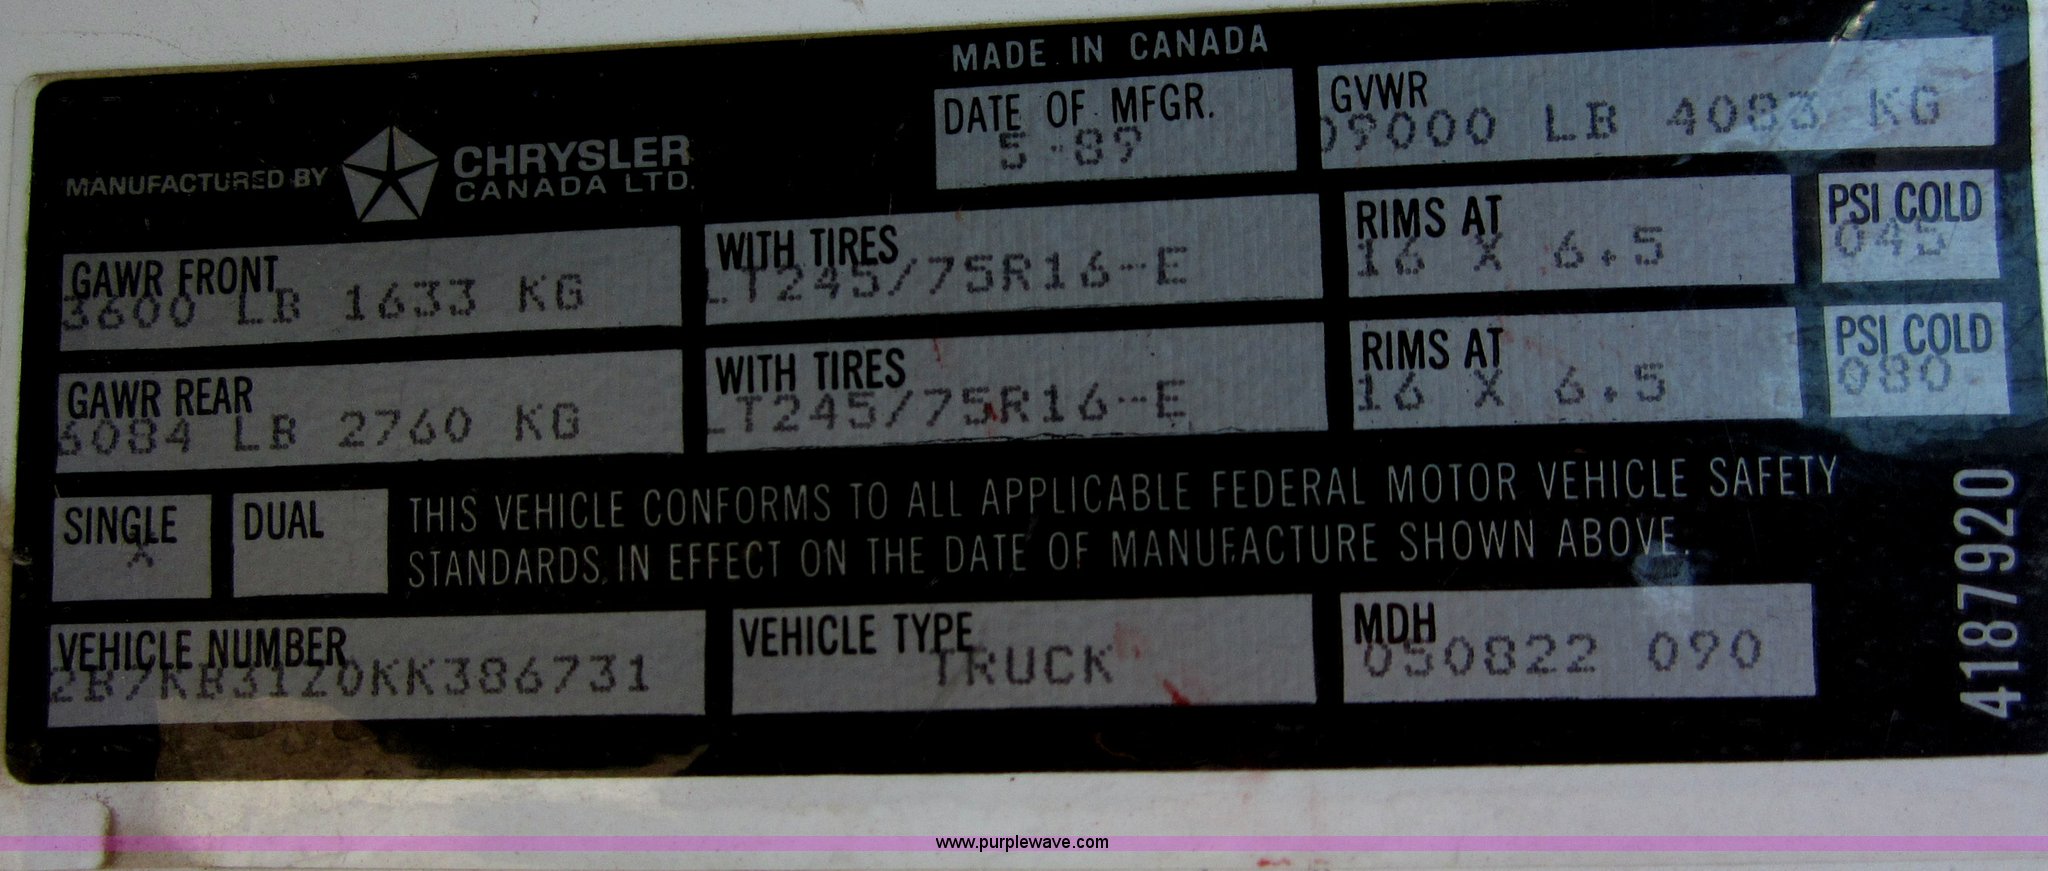 MADE IN CANADA
MANUFACTURED BY CHRYSLER
CANADA LTD.
DATE OF MFGR.
5-89
GVWR
09000 LB 4083 KG
GAWR FRONT
3600 LB 1633 KG
WITH TIRES
LT245/75R16-E
RIMS AT
16 X 6.5
PSI COLD
045
GAWR REAR
6084 LB 2760 KG
WITH TIRES
LT245/75R16-E
RIMS AT
16 X 6.5
PSI COLD
080
SINGLE
X
DUAL
THIS VEHICLE CONFORMS TO ALL APPLICABLE FEDERAL MOTOR VEHICLE SAFETY
STANDARDS IN EFFECT ON THE DATE OF MANUFACTURE SHOWN ABOVE.
VEHICLE NUMBER
2B7KB31Z0KK386731
VEHICLE TYPE
TRUCK
MDH
050822 090
4187920
www.purplewave.com